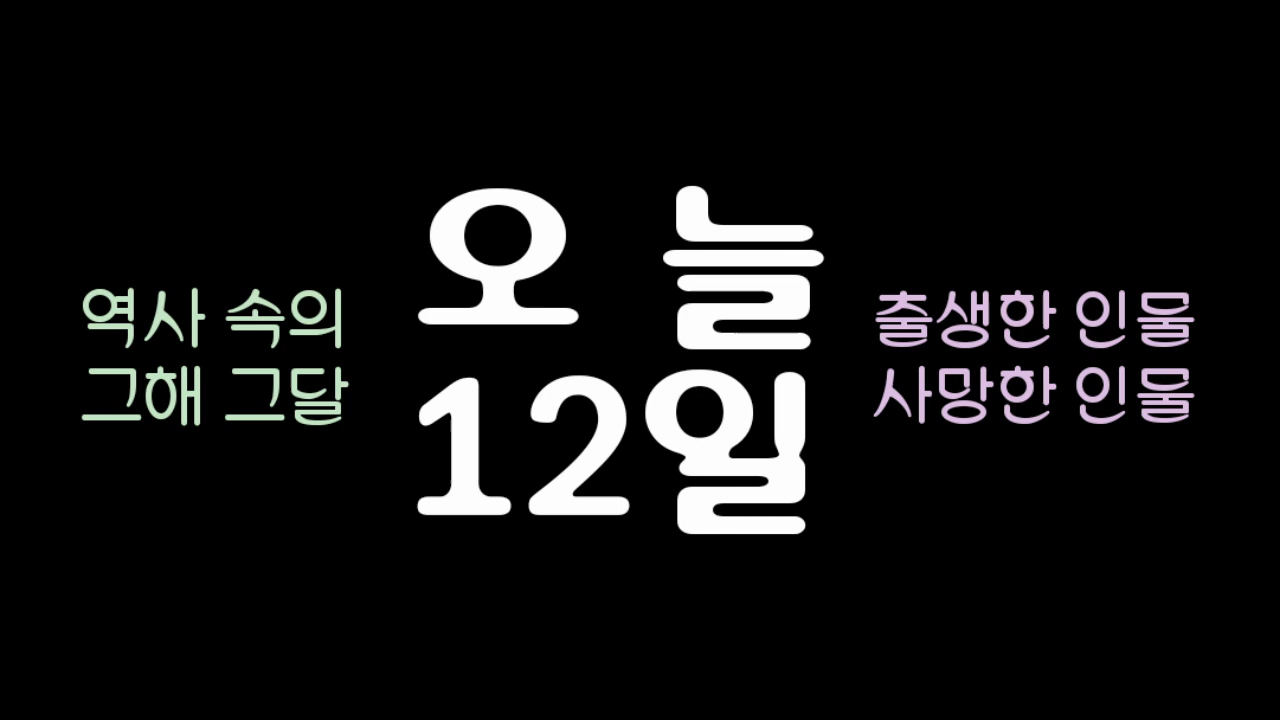 역사 속의
그해 그달
오 늘
12일
출생한 인물
사망한 인물